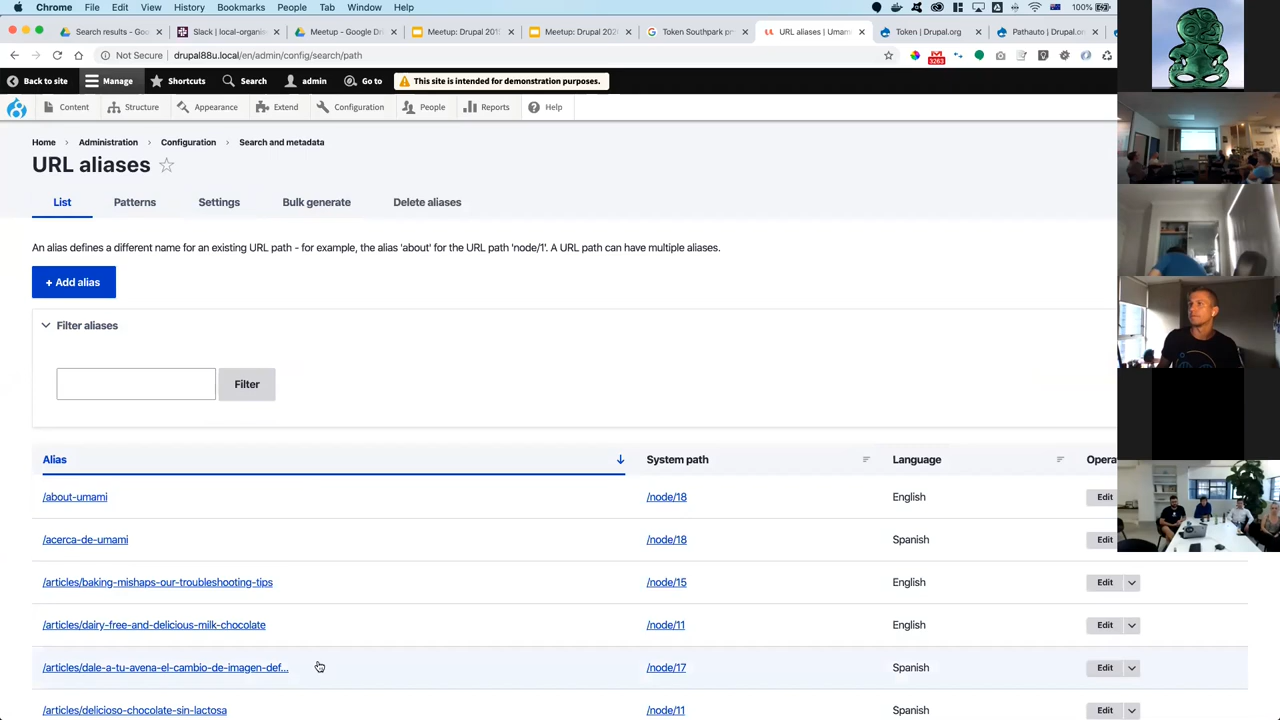 Chrome File Edit View History Bookmarks People Tab Window Help 100%
Search results - Goo
Slack | local-organise
Meetup - Google Dri
Meetup: Drupal 201
Meetup: Drupal 202
Token Southpark pn
URL aliases | Umam
Token | Drupal.org
Pathauto | Drupal.or
Not Secure drupal88u.local/en/admin/config/search/path
3263
Back to site Manage Shortcuts Search admin Go to This site is intended for demonstration purposes.
Content Structure Appearance Extend Configuration People Reports Help
Home Administration Configuration Search and metadata
URL aliases
List Patterns Settings Bulk generate Delete aliases
An alias defines a different name for an existing URL path - for example, the alias 'about' for the URL path 'node/1'. A URL path can have multiple aliases.
+ Add alias
Filter aliases
Filter
Alias System path Language Opera
/about-umami /node/18 English Edit
/acerca-de-umami /node/18 Spanish Edit
/articles/baking-mishaps-our-troubleshooting-tips /node/15 English Edit
/articles/dairy-free-and-delicious-milk-chocolate /node/11 English Edit
/articles/dale-a-tu-avena-el-cambio-de-imagen-def... /node/17 Spanish Edit
/articles/delicioso-chocolate-sin-lactosa /node/11 Spanish Edit